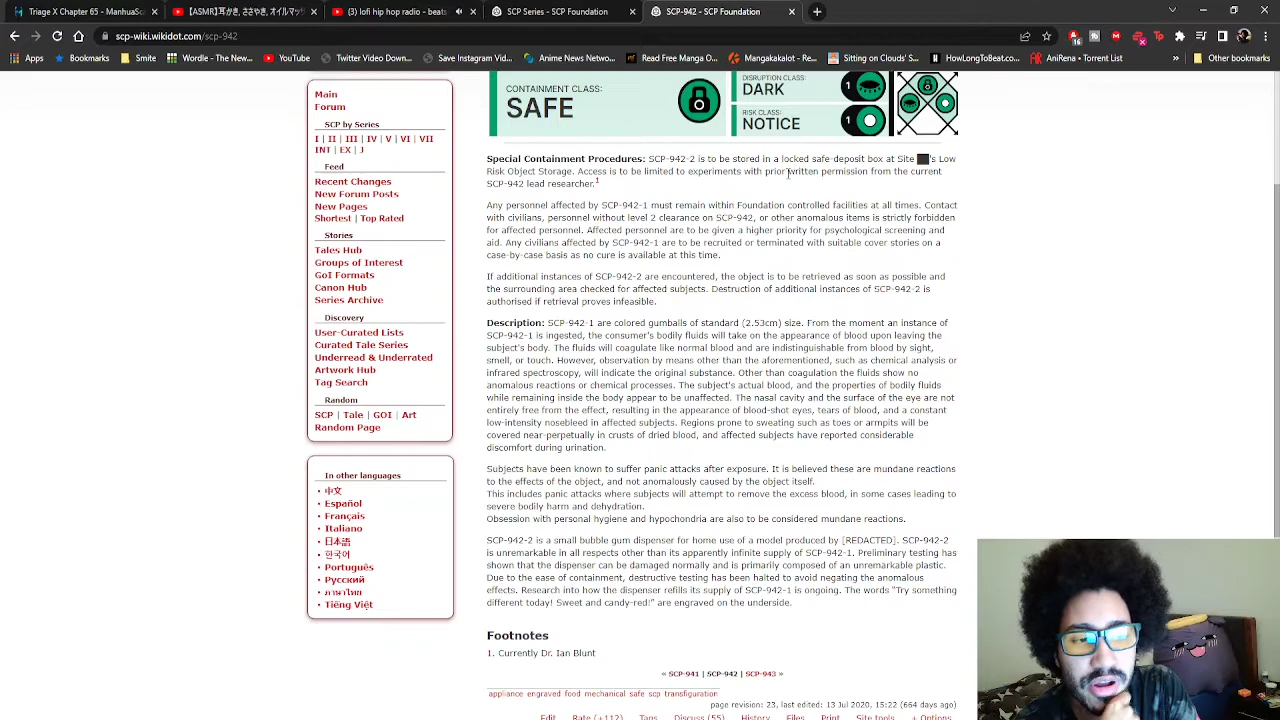 Triage X Chapter 65 - ManhuaSc
【ASMR】耳かき、ささやき、オイルマッサ
(3) lofi hip hop radio - beats
SCP Series - SCP Foundation
SCP-942 - SCP Foundation
scp-wiki.wikidot.com/scp-942
Apps
Bookmarks
Smite
The - World
YouTube
Twitter Video Down...
Save Instagram Vid...
Anime News Networ...
Read Free Manga O...
Mangakakalot - Rea...
Sitting on Clouds' S...
HowLongToBeat.co...
AniRena : Torrent List
Other bookmarks
Main
Forum
SCP by Series
I | II | III | IV | V | VI | VII
INT | EX | J
Feed
Recent Changes
New Forum Posts
New Pages
Shortest | Top Rated
Stories
Tales Hub
Groups of Interest
GoI Formats
Canon Hub
Series Archive
Discovery
User-Curated Lists
Curated Tale Series
Underread & Underrated
Artwork Hub
Tag Search
Random
SCP | Tale | GOI | Art
Random Page
In other languages
中文
Español
Français
Italiano
日本語
한국어
Português
Русский
ภาษาไทย
Tiếng Việt
CONTAINMENT CLASS:
SAFE
DISRUPTION CLASS:
DARK
1
RISK CLASS:
NOTICE
1
Special Containment Procedures: SCP-942-2 is to be stored in a locked safe-deposit box at Site ██'s Low
Risk Object Storage. Access is to be limited to experiments with prior written permission from the current
SCP-942 lead researcher.1
Any personnel affected by SCP-942-1 must remain within Foundation controlled facilities at all times. Contact
with civilians, personnel without level 2 clearance on SCP-942, or other anomalous items is strictly forbidden
for affected personnel. Affected personnel are to be given a higher priority for psychological screening and
aid. Any civilians affected by SCP-942-1 are to be recruited or terminated with suitable cover stories on a
case-by-case basis as no cure is available at this time.
If additional instances of SCP-942-2 are encountered, the object is to be retrieved as soon as possible and
the surrounding area checked for affected subjects. Destruction of additional instances of SCP-942-2 is
authorised if retrieval proves infeasible.
Description: SCP-942-1 are colored gumballs of standard (2.53cm) size. From the moment an instance of
SCP-942-1 is ingested, the consumer's bodily fluids will take on the appearance of blood upon leaving the
subject's body. The fluids will coagulate like normal blood and are indistinguishable from blood by sight,
smell, or touch. However, observation by means other than the aforementioned, such as chemical analysis or
infrared spectroscopy, will indicate the original substance. Other than coagulation the fluids show no
anomalous reactions or chemical processes. The subject's actual blood, and the properties of bodily fluids
while remaining inside the body appear to be unaffected. The nasal cavity and the surface of the eye are not
entirely free from the effect, resulting in the appearance of blood-shot eyes, tears of blood, and a constant
low-intensity nosebleed in affected subjects. Regions prone to sweating such as toes or armpits will be
covered near-perpetually in crusts of dried blood, and affected subjects have reported considerable
discomfort during urination.
Subjects have been known to suffer panic attacks after exposure. It is believed these are mundane reactions
to the effects of the object, and not anomalously caused by the object itself.
This includes panic attacks where subjects will attempt to remove the excess blood, in some cases leading to
severe bodily harm and dehydration.
Obsession with personal hygiene and hypochondria are also to be considered mundane reactions.
SCP-942-2 is a small bubble gum dispenser for home use of a model produced by [REDACTED]. SCP-942-2
is unremarkable in all respects other than its apparently infinite supply of SCP-942-1. Preliminary testing has
shown that the dispenser can be damaged normally and is primarily composed of an unremarkable plastic.
Due to the ease of containment, destructive testing has been halted to avoid negating the anomalous
effects. Research into how the dispenser refills its supply of SCP-942-1 is ongoing. The words "Try something
different today! Sweet and candy-red!" are engraved on the underside.
Footnotes
1. Currently Dr. Ian Blunt
« SCP-941 | SCP-942 | SCP-943 »
appliance engraved food mechanical safe scp transfiguration
page revision: 23, last edited: 13 Jul 2020, 15:22 (664 days ago)
Edit Rate (+112) Tags Discuss (55) History Files Print Site tools + Options